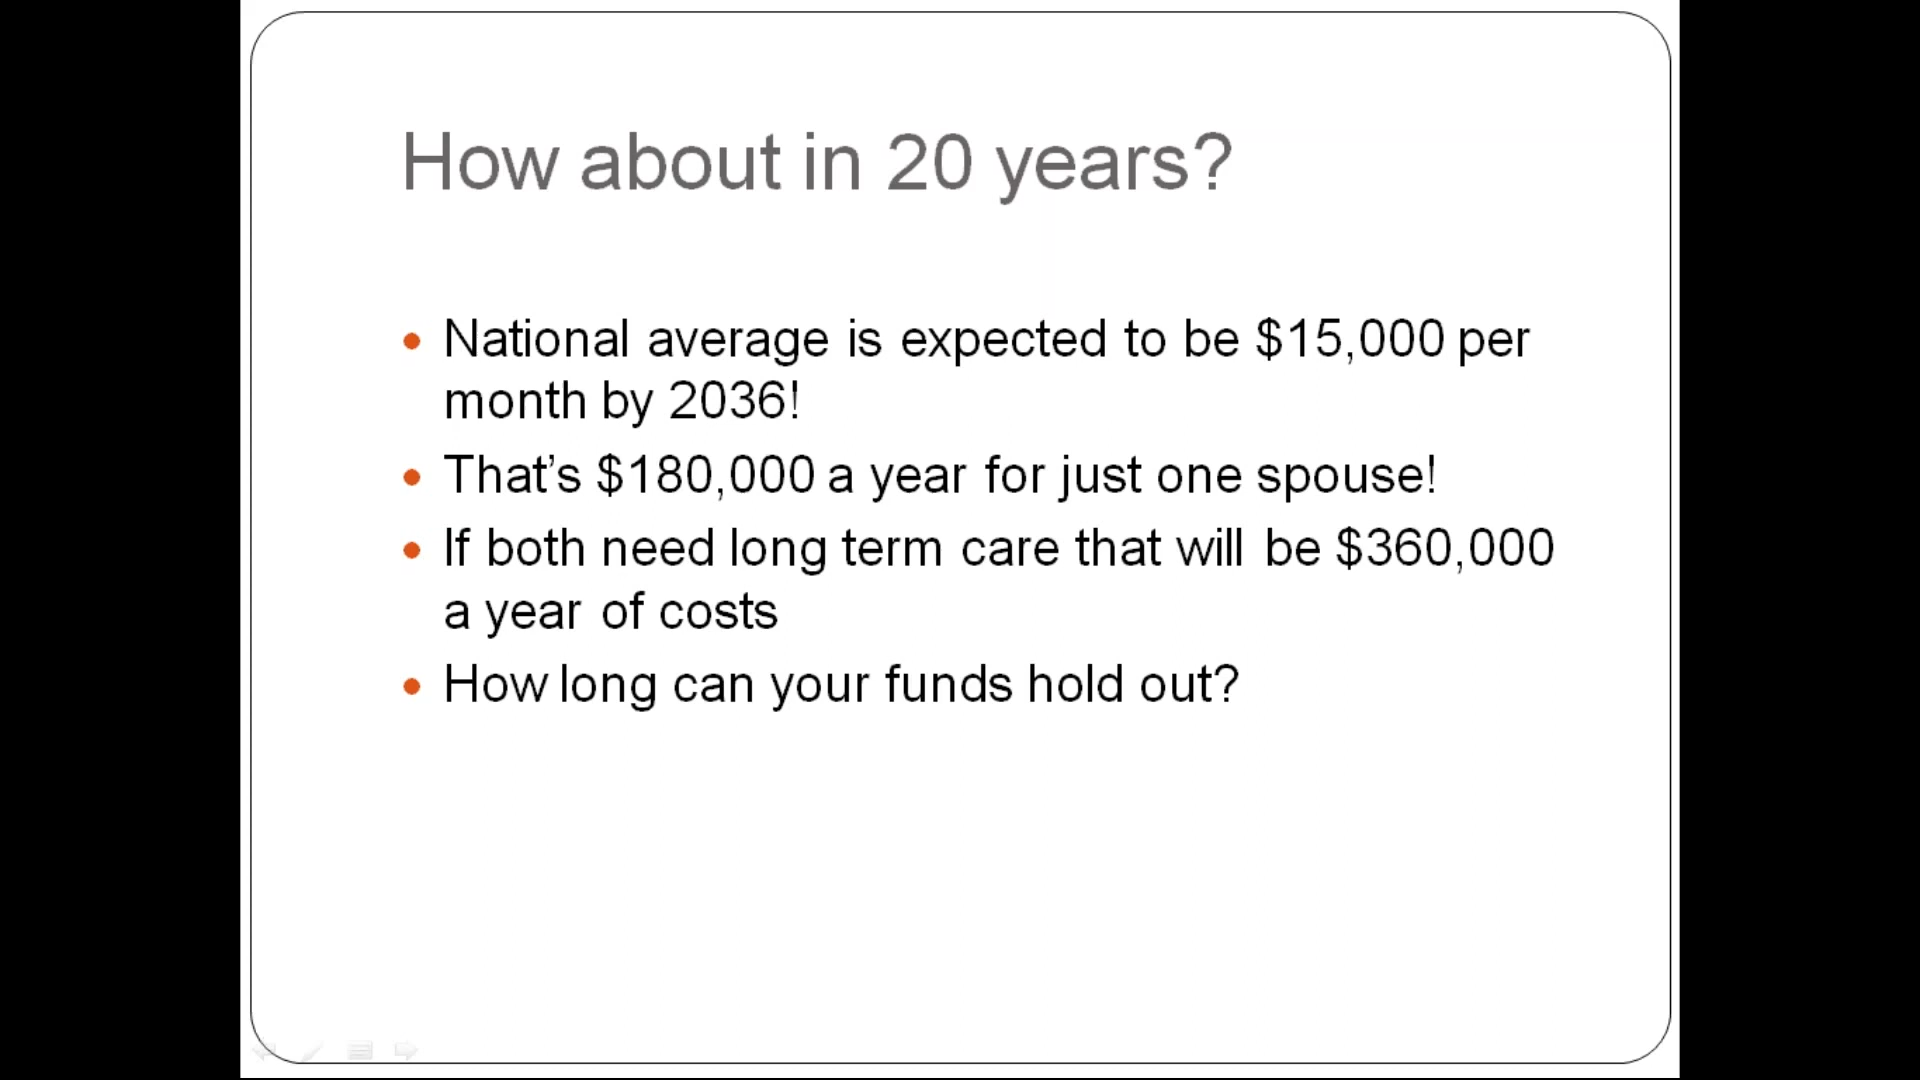 How about in 20 years?
National average is expected to be $15,000 per
month by 2036!
That’s $180,000 a year for just one spouse!
If both need long term care that will be $360,000
a year of costs
How long can your funds hold out?